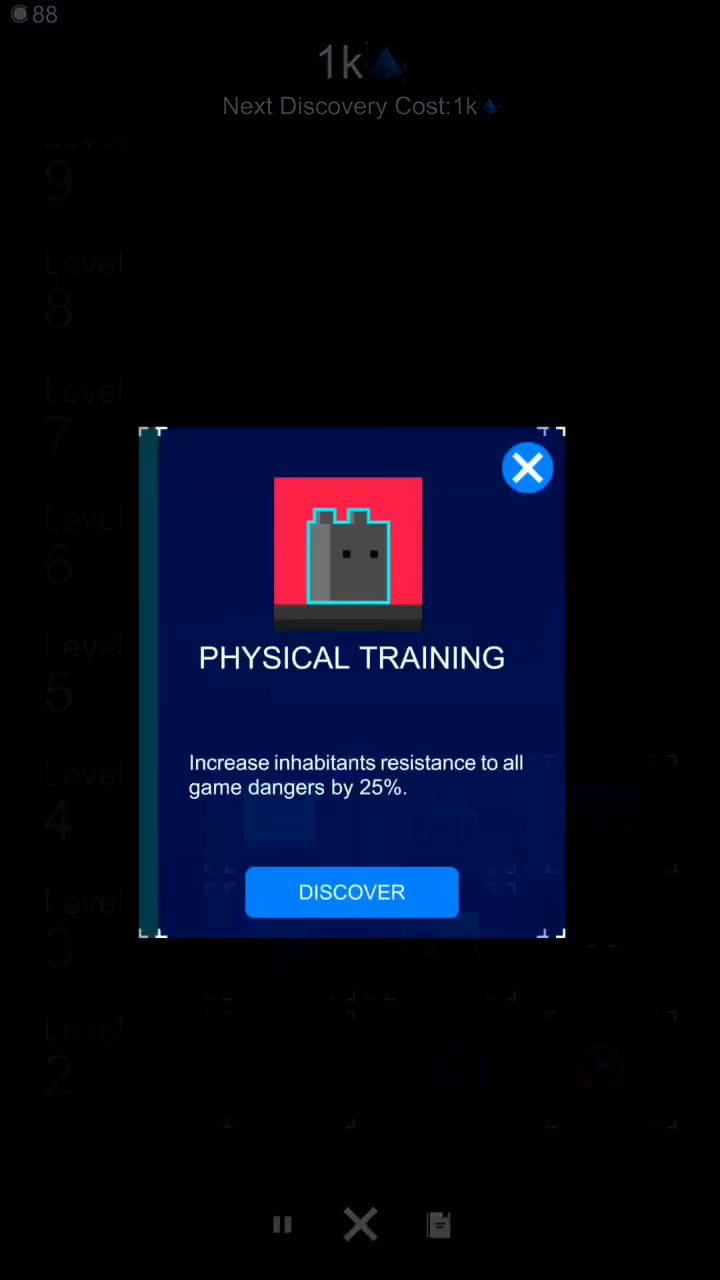 88
1k
Next Discovery Cost:1k
Level
9
Level
8
Level
7
Level
6
Level
5
Level
4
Level
3
Level
2
PHYSICAL TRAINING
Increase inhabitants resistance to all
game dangers by 25%.
DISCOVER